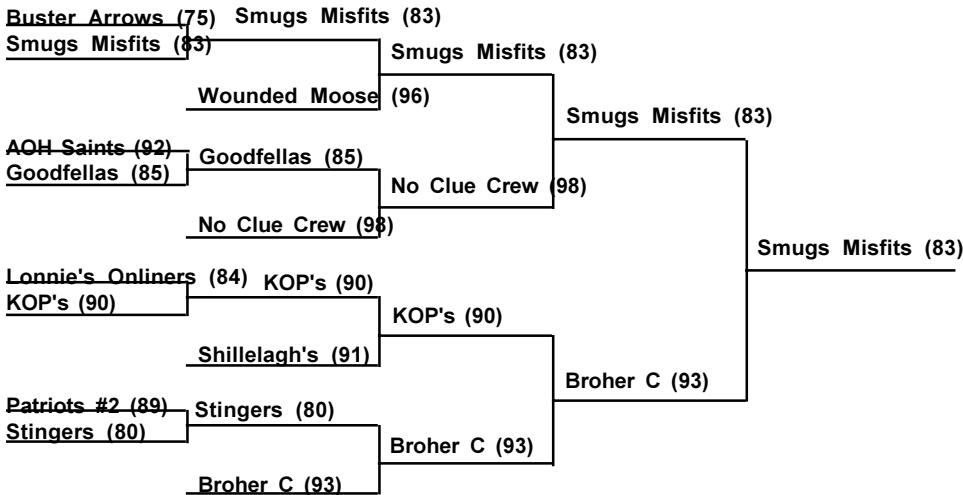 Buster Arrows (75)
Smugs Misfits (83)
Smugs Misfits (83)
Smugs Misfits (83)
Wounded Moose (96)
Smugs Misfits (83)
AOH Saints (92)
Goodfellas (85)
Goodfellas (85)
No Clue Crew (98)
No Clue Crew (98)
Smugs Misfits (83)
Lonnie's Onliners (84)
KOP's (90)
KOP's (90)
KOP's (90)
Shillelagh's (91)
Broher C (93)
Patriots #2 (89)
Stingers (80)
Stingers (80)
Broher C (93)
Broher C (93)